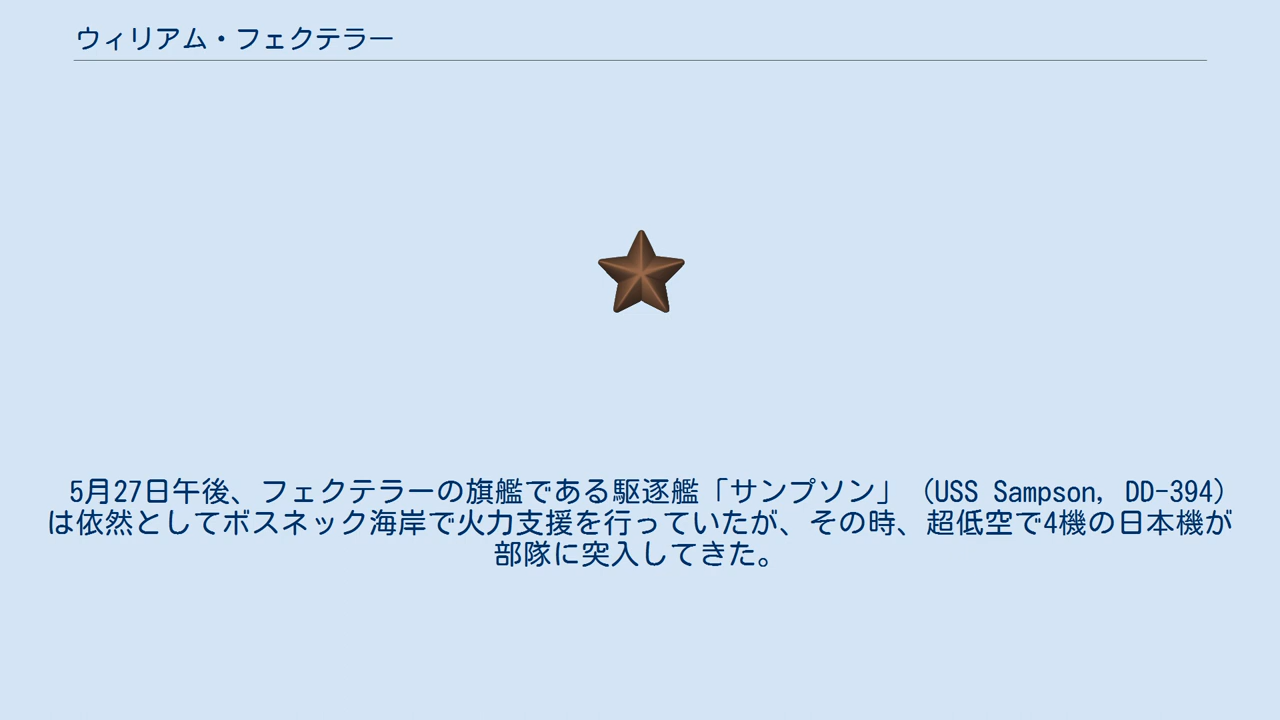 ウィリアム・フェクテラー
5月27日午後、フェクテラーの旗艦である駆逐艦「サンプソン」（USS Sampson, DD-394）
は依然としてボスネック海岸で火力支援を行っていたが、その時、超低空で4機の日本機が
部隊に突入してきた。